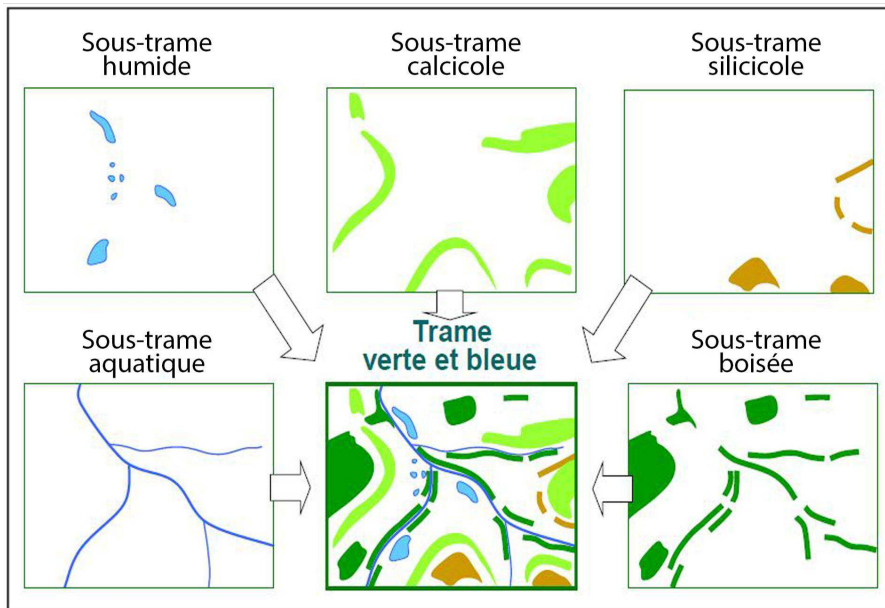 Sous-trame
humide
Sous-trame
calcicole
Sous-trame
silicicole
Sous-trame
aquatique
Trame
verte et bleue
Sous-trame
boisée